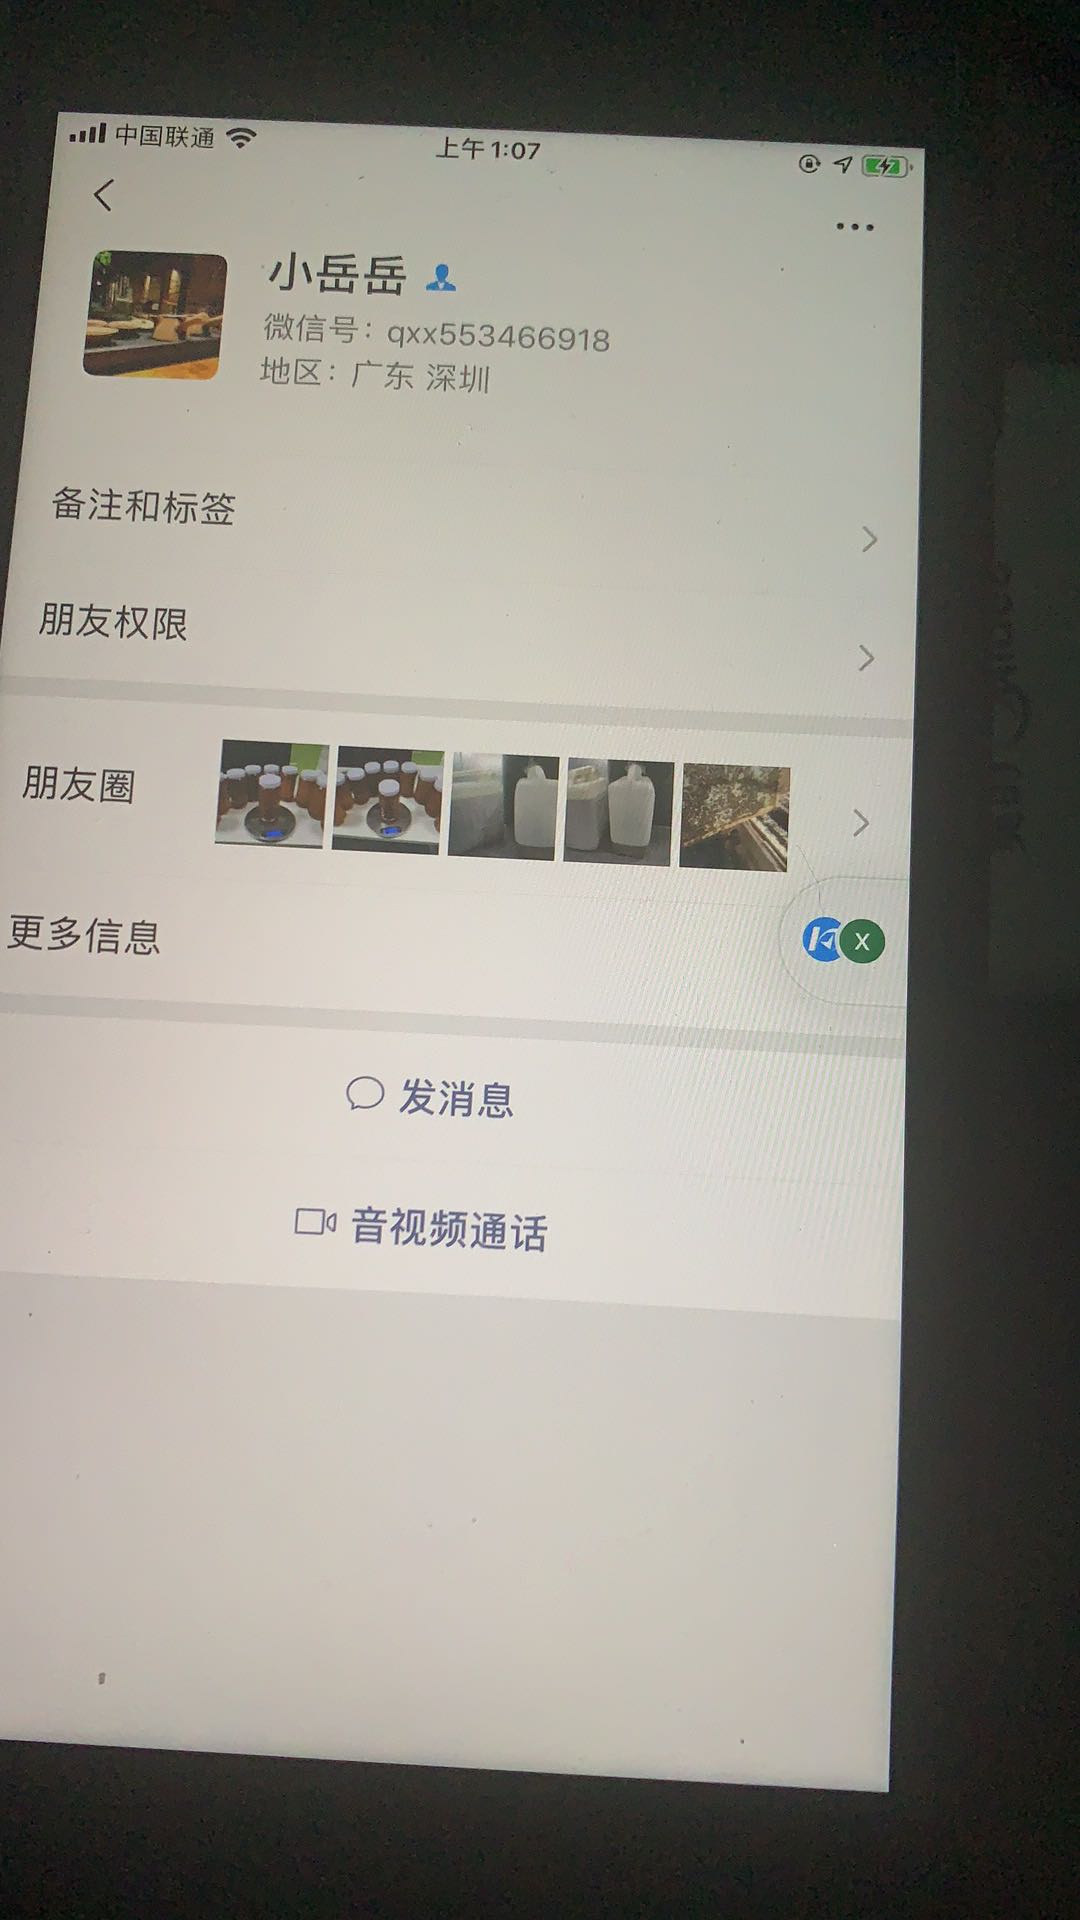 中国联通
上午1:07
小岳岳
微信号：qxx553466918
地区：广东 深圳
备注和标签
朋友权限
朋友圈
更多信息
X
发消息
音视频通话